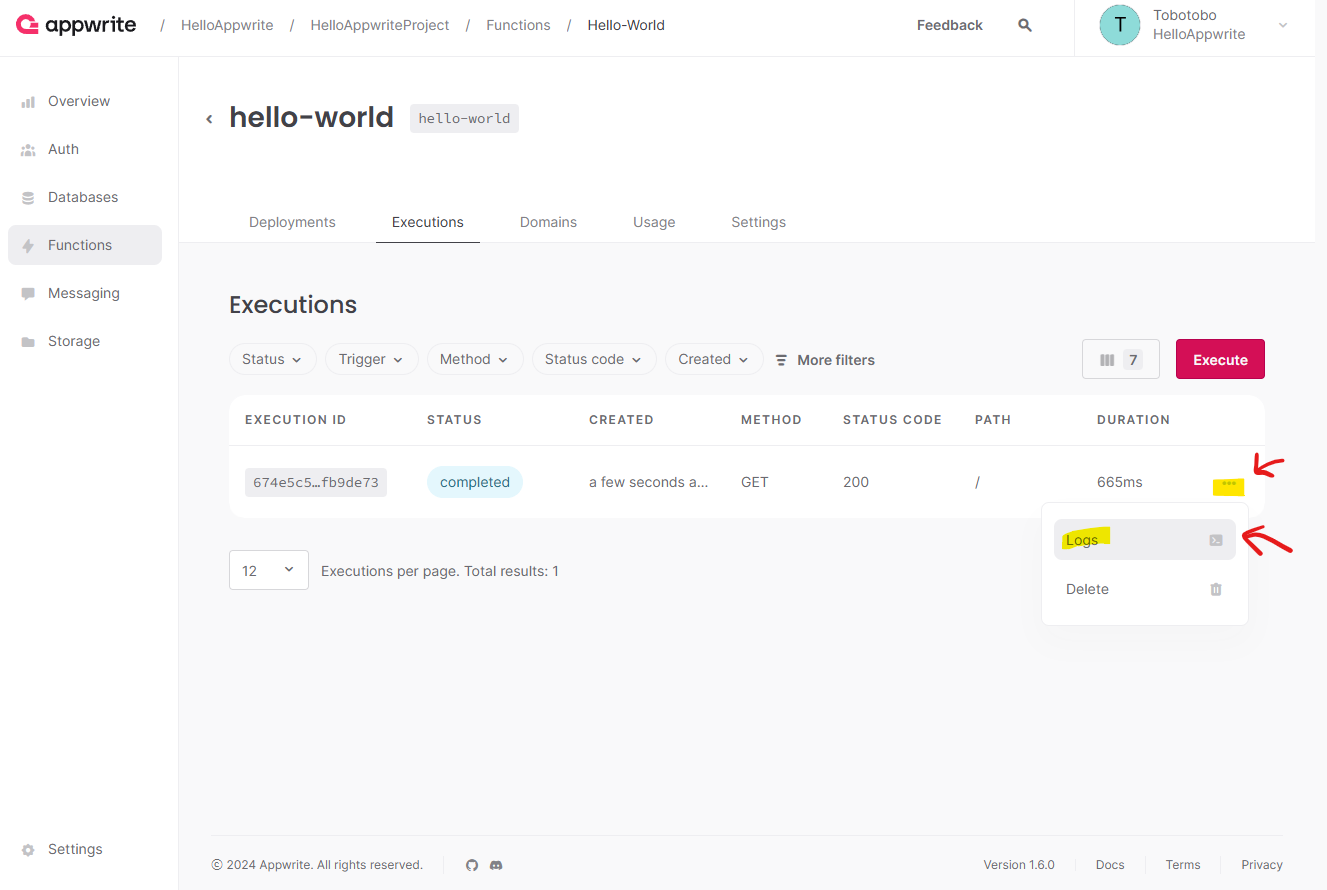 appwrite / HelloAppwrite / HelloAppwriteProject / Functions / Hello-World Feedback T Tobotobo
HelloAppwrite
Overview
Auth
Databases
Functions
Messaging
Storage
Settings
hello-world hello-world
Deployments Executions Domains Usage Settings
Executions
Status Trigger Method Status code Created More filters 7 Execute
EXECUTION ID STATUS CREATED METHOD STATUS CODE PATH DURATION
674e5c5…fb9de73 completed a few seconds a... GET 200 / 665ms
Logs
Delete
12 Executions per page. Total results: 1
© 2024 Appwrite. All rights reserved. Version 1.6.0 Docs Terms Privacy